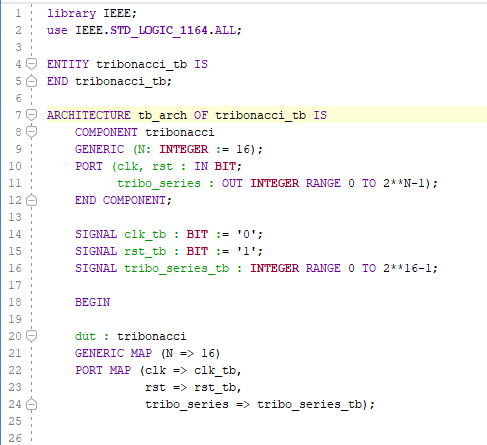 1 library IEEE;
2 use IEEE.STD_LOGIC_1164.ALL;
3
4 ENTITY tribonacci_tb IS
5 END tribonacci_tb;
6
7 ARCHITECTURE tb_arch OF tribonacci_tb IS
8 COMPONENT tribonacci
9 GENERIC (N: INTEGER := 16);
10 PORT (clk, rst : IN BIT;
11 tribo_series : OUT INTEGER RANGE 0 TO 2**N-1);
12 END COMPONENT;
13
14 SIGNAL clk_tb : BIT := '0';
15 SIGNAL rst_tb : BIT := '1';
16 SIGNAL tribo_series_tb : INTEGER RANGE 0 TO 2**16-1;
17
18 BEGIN
19
20 dut : tribonacci
21 GENERIC MAP (N => 16)
22 PORT MAP (clk => clk_tb,
23 rst => rst_tb,
24 tribo_series => tribo_series_tb);
25
26